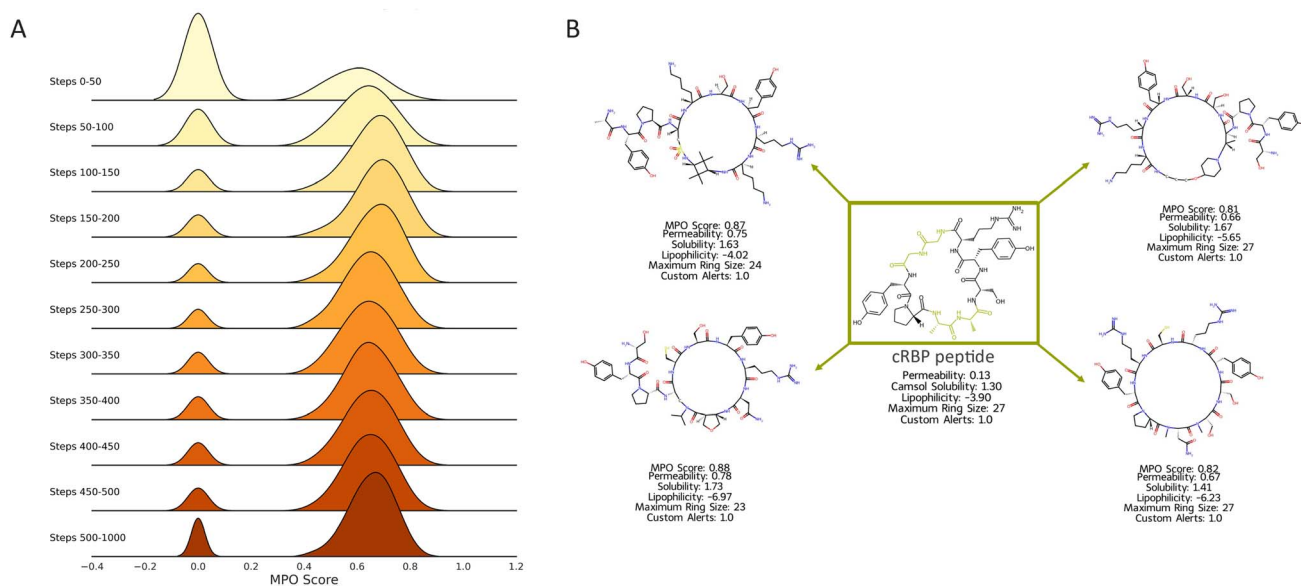 A
Steps 0-50
Steps 50-100
Steps 100-150
Steps 150-200
Steps 200-250
Steps 250-300
Steps 300-350
Steps 350-400
Steps 400-450
Steps 450-500
Steps 500-1000
−0.4 −0.2 0.0 0.2 0.4 0.6 0.8 1.0 1.2
MPO Score
B
MPO Score: 0.87
Permeability: 0.75
Solubility: 1.63
Lipophilicity: −4.02
Maximum Ring Size: 24
Custom Alerts: 1.0
MPO Score: 0.81
Permeability: 0.66
Solubility: 1.67
Lipophilicity: −5.65
Maximum Ring Size: 27
Custom Alerts: 1.0
cRBP peptide
Permeability: 0.13
Camsol Solubility: 1.30
Lipophilicity: −3.90
Maximum Ring Size: 27
Custom Alerts: 1.0
MPO Score: 0.88
Permeability: 0.78
Solubility: 1.73
Lipophilicity: −6.97
Maximum Ring Size: 23
Custom Alerts: 1.0
MPO Score: 0.82
Permeability: 0.67
Solubility: 1.41
Lipophilicity: −6.23
Maximum Ring Size: 27
Custom Alerts: 1.0